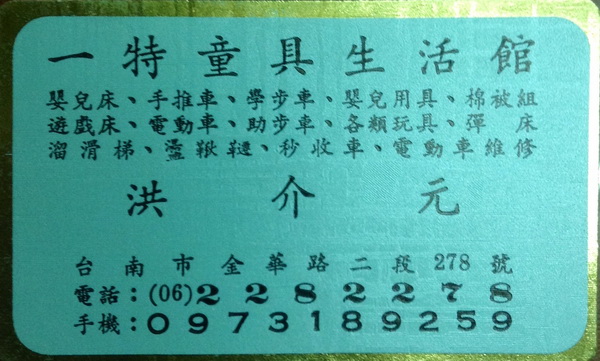 一特童具生活館
嬰兒床、手推車、學步車、嬰兒用具、棉被組
遊戲床、電動車、助步車、各類玩具、彈床
溜滑梯、盪鞦韆、秒收車、電動車維修
洪介元
台南市金華路二段278號
電話：(06)2282278
手機：0973189259